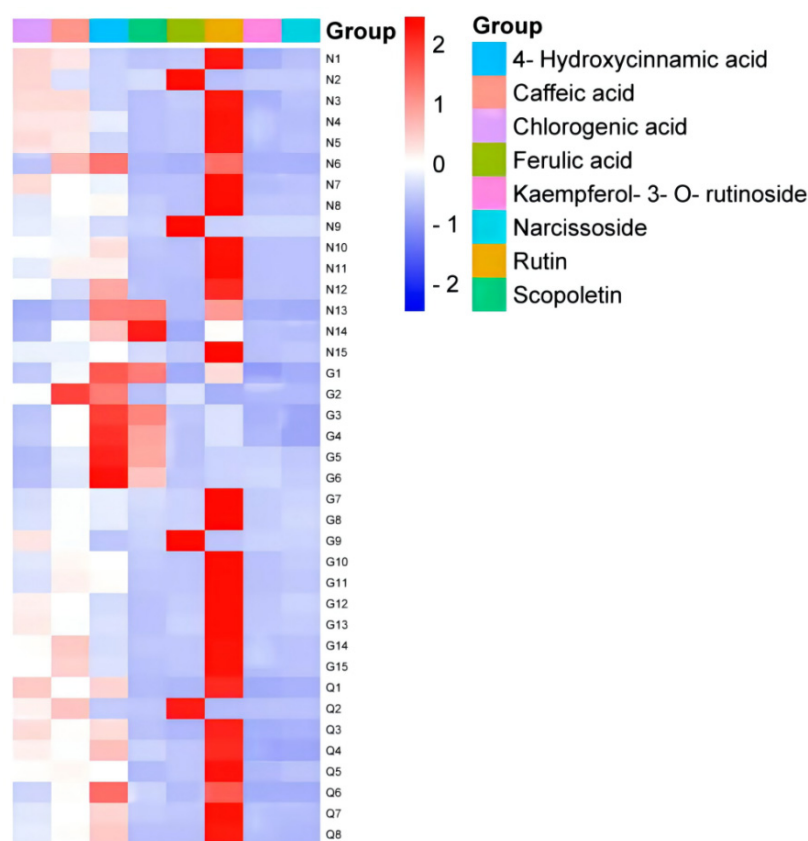 Group
N1
N2
N3
N4
N5
N6
N7
N8
N9
N10
N11
N12
N13
N14
N15
G1
G2
G3
G4
G5
G6
G7
G8
G9
G10
G11
G12
G13
G14
G15
Q1
Q2
Q3
Q4
Q5
Q6
Q7
Q8
2
1
0
- 1
- 2
Group
4- Hydroxycinnamic acid
Caffeic acid
Chlorogenic acid
Ferulic acid
Kaempferol- 3- O- rutinoside
Narcissoside
Rutin
Scopoletin